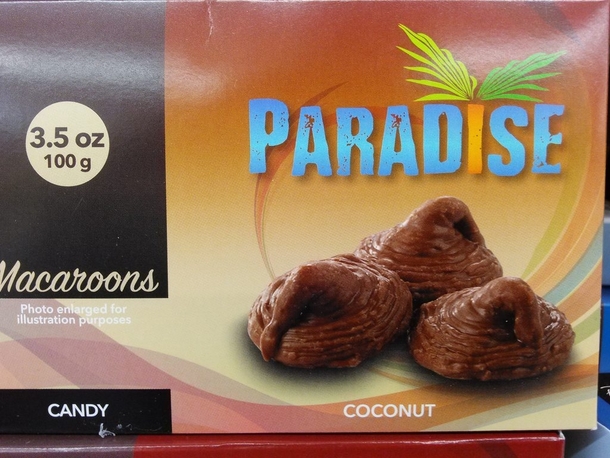 3.5 oz
100 g
PARADISE
Macaroons
Photo enlarged for
illustration purposes
CANDY
COCONUT